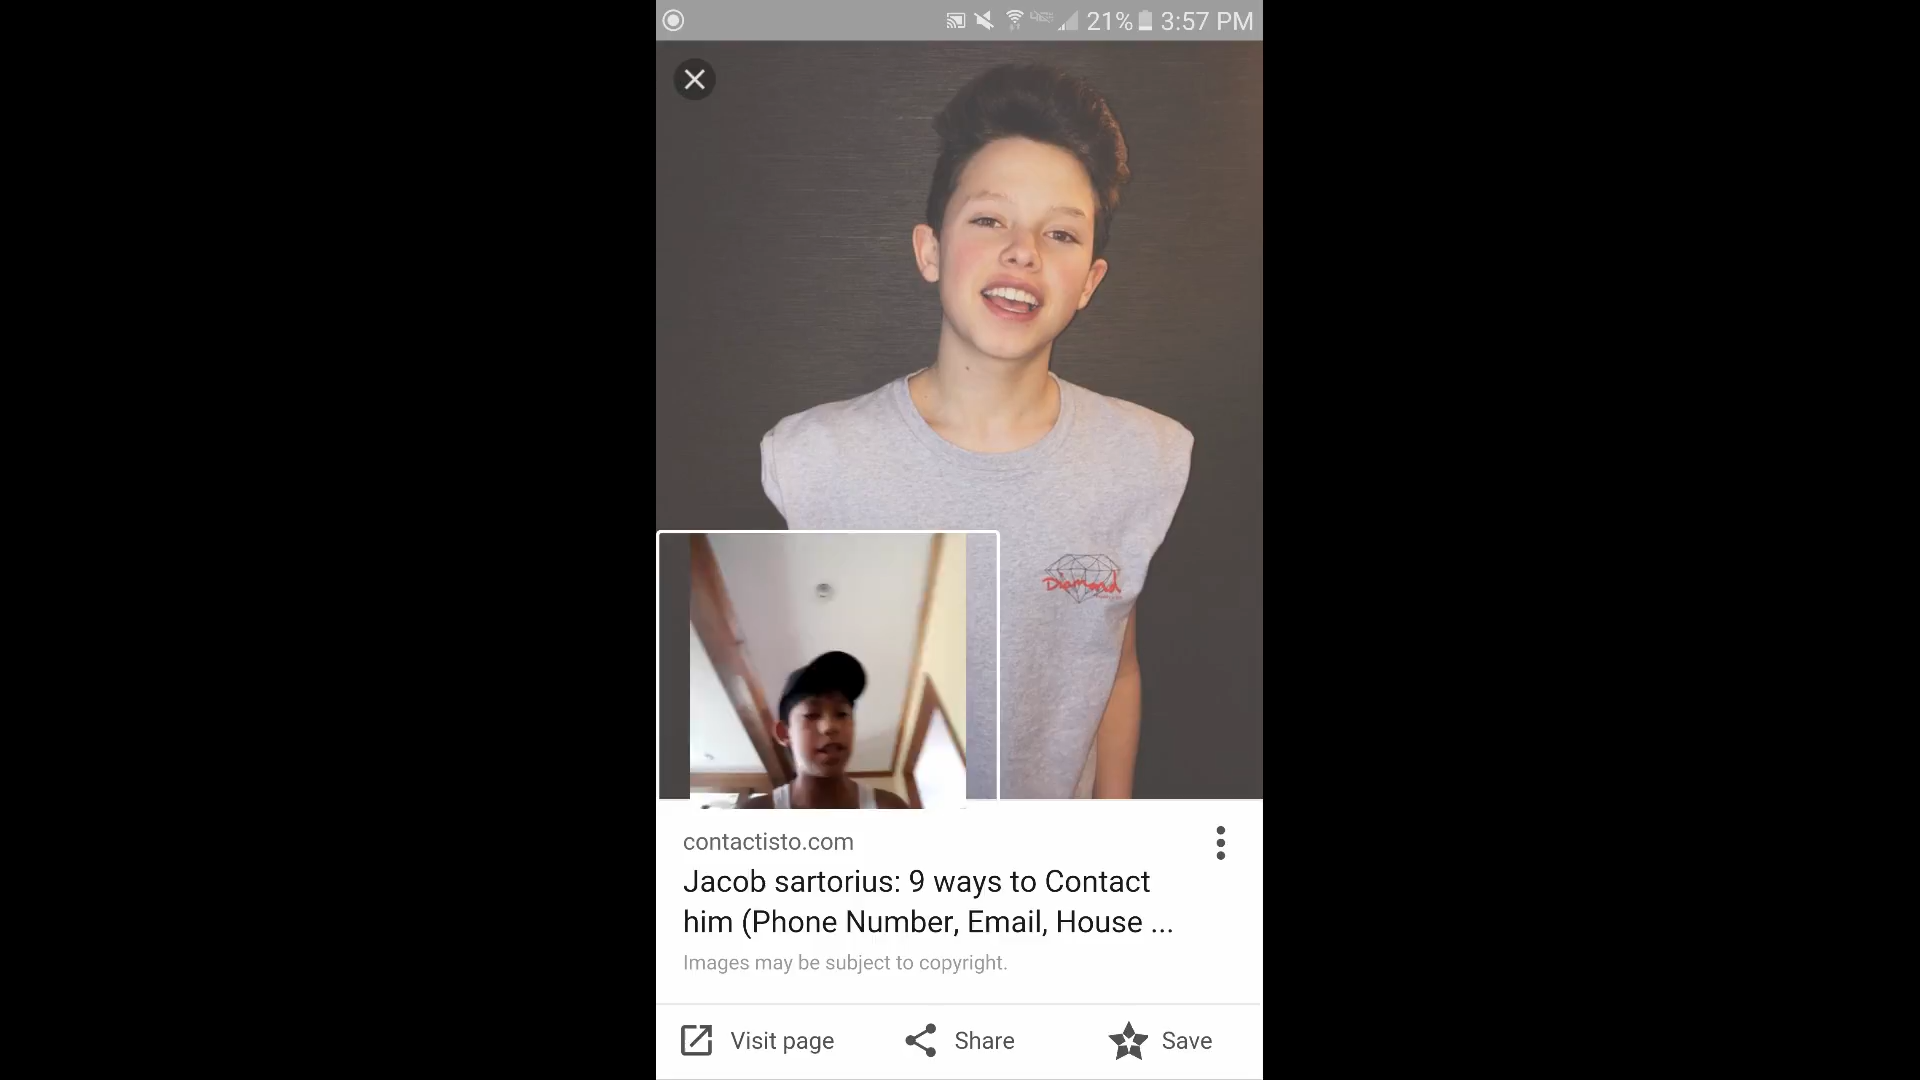 21% 3:57 PM
Diamond
contactisto.com
Jacob sartorius: 9 ways to Contact
him (Phone Number, Email, House ...
Images may be subject to copyright.
Visit page Share Save